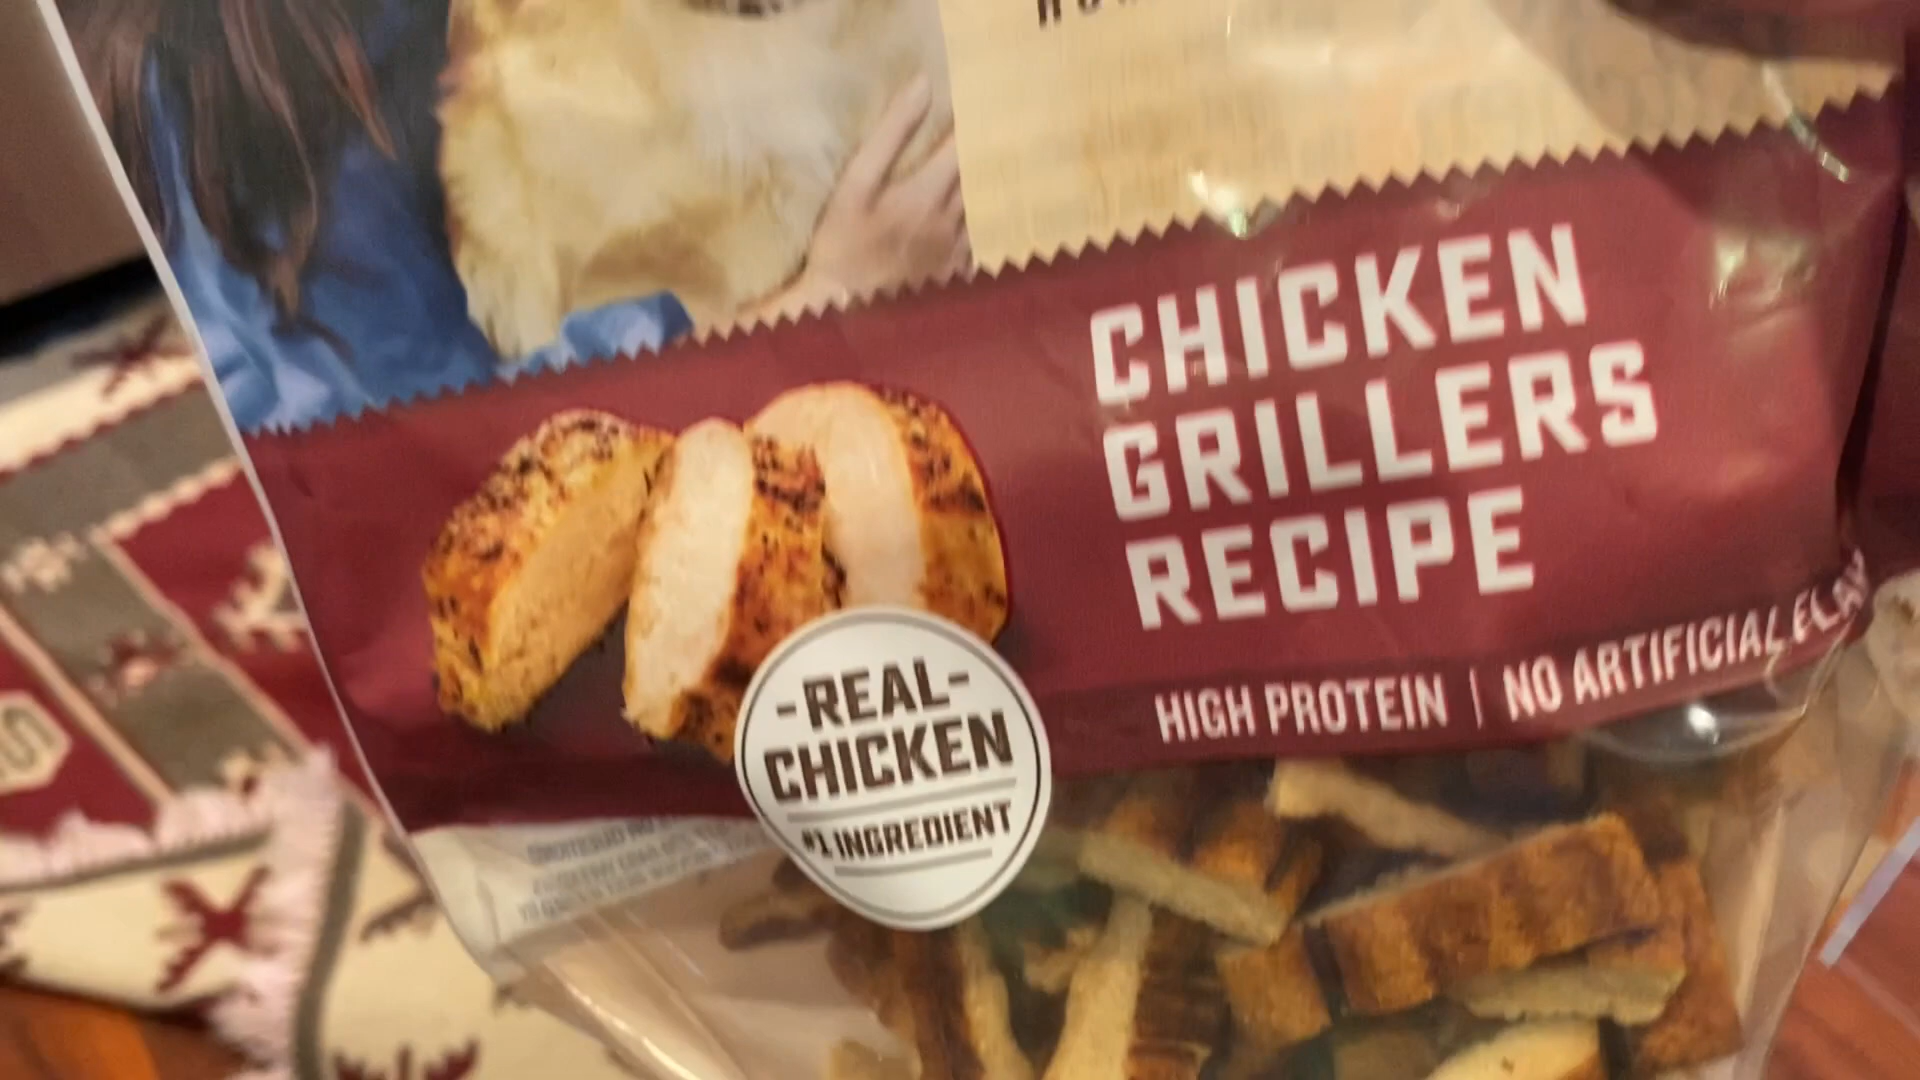 CHICKEN
GRILLERS
RECIPE
HIGH PROTEIN | NO ARTIFICIAL
-REAL-
CHICKEN
#1 INGREDIENT